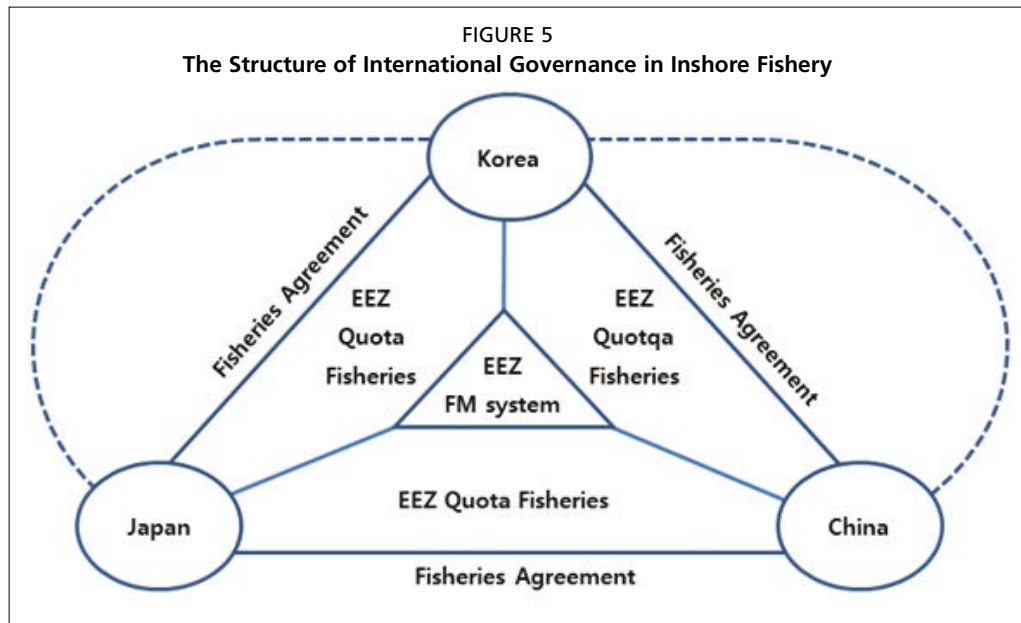 FIGURE 5
The Structure of International Governance in Inshore Fishery
Korea
Fisheries Agreement
EEZ
Quota
Fisheries
EEZ
Quotqa
Fisheries
Fisheries Agreement
EEZ
FM system
Japan
EEZ Quota Fisheries
China
Fisheries Agreement